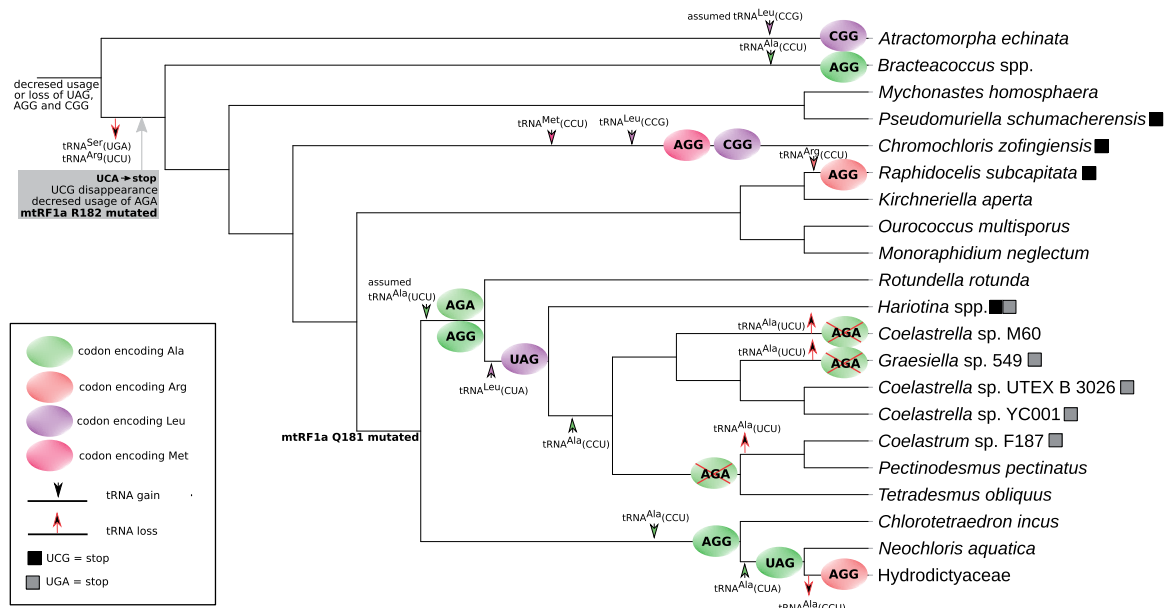 assumed tRNALeu(CCG)
CGG
Atractomorpha echinata
tRNAAla(CCU)
AGG
Bracteacoccus spp.
decresed usage
or loss of UAG,
AGG and CGG
Mychonastes homosphaera
Pseudomuriella schumacherensis
tRNASer(UGA)
tRNAArg(UCU)
tRNAMet(CCU)
tRNALeu(CCG)
AGG
CGG
Chromochloris zofingiensis
tRNAArg(CCU)
AGG
Raphidocelis subcapitata
UCA→stop
UCG disappearance
decresed usage of AGA
mtRF1a R182 mutated
Kirchneriella aperta
Ourococcus multisporus
Monoraphidium neglectum
assumed
tRNAAla(UCU)
AGA
AGG
Rotundella rotunda
Hariotina spp.
tRNAAla(UCU)
AGA
Coelastrella sp. M60
UAG
tRNALeu(CUA)
tRNAAla(UCU)
AGA
Graesiella sp. 549
Coelastrella sp. UTEX B 3026
Coelastrella sp. YC001
tRNAAla(CCU)
mtRF1a Q181 mutated
tRNAAla(UCU)
AGA
Coelastrum sp. F187
Pectinodesmus pectinatus
Tetradesmus obliquus
tRNAAla(CCU)
AGG
Chlorotetraedron incus
UAG
tRNAAla(CUA)
Neochloris aquatica
AGG
Hydrodictyaceae
tRNAAla(CCU)
codon encoding Ala
codon encoding Arg
codon encoding Leu
codon encoding Met
tRNA gain
tRNA loss
UCG = stop
UGA = stop